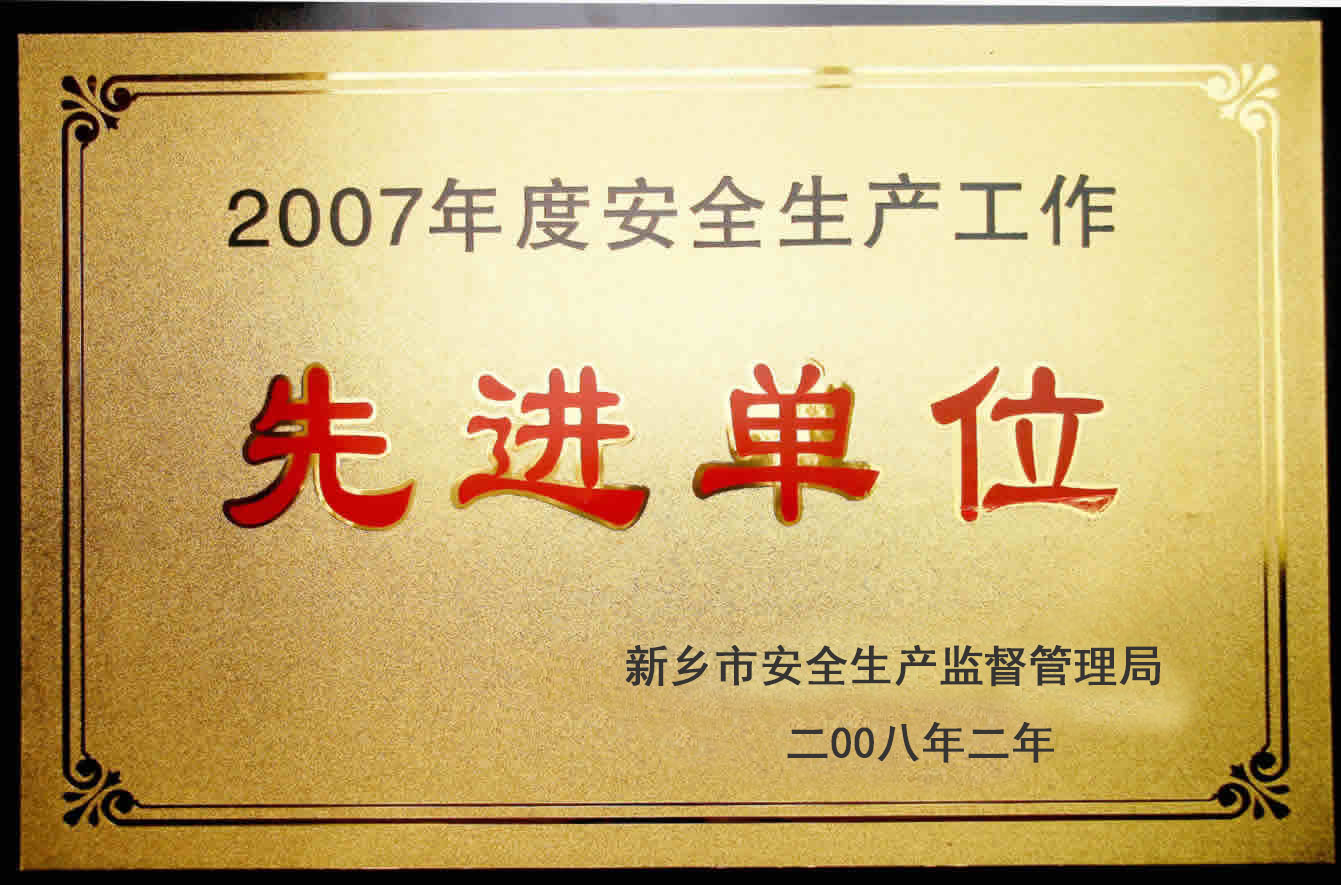 2007年度安全生产工作
先进单位
新乡市安全生产监督管理局
二00八年二年